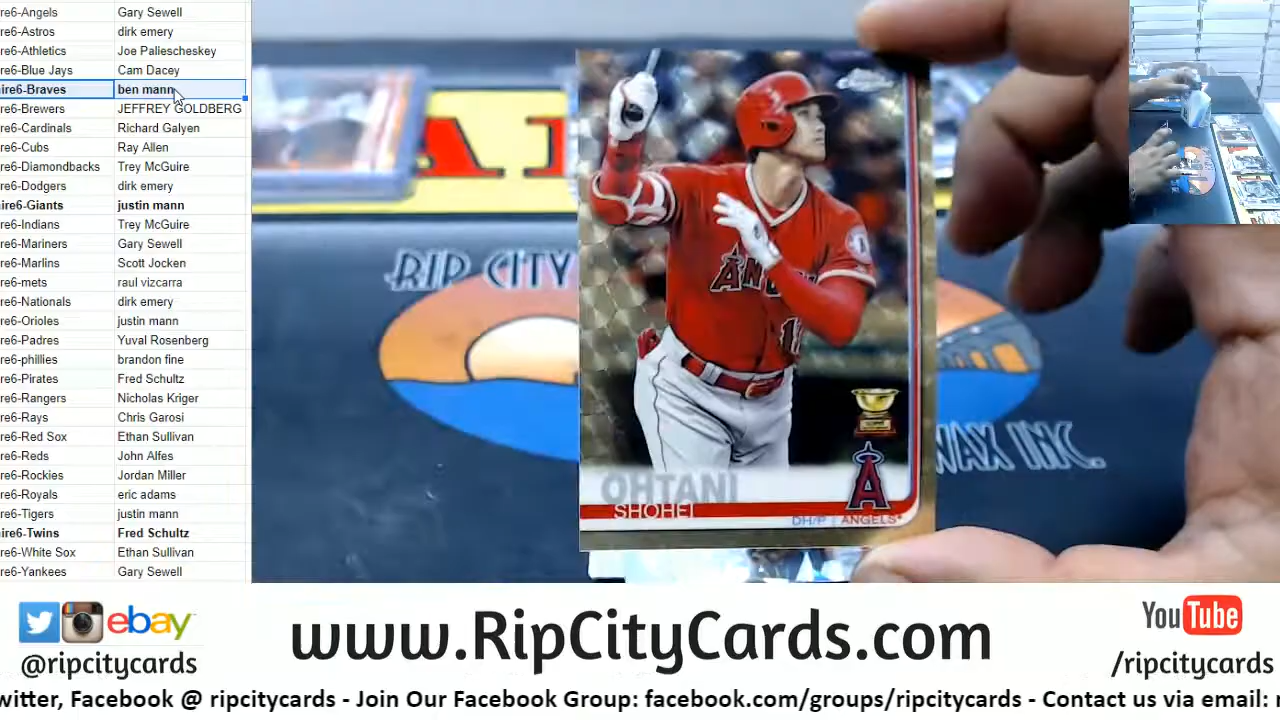 re6-Angels Gary Sewell
re6-Astros dirk emery
re6-Athletics Joe Paliescheskey
re6-Blue Jays Cam Dacey
ire6-Braves ben mann
re6-Brewers JEFFREY GOLDBERG
re6-Cardinals Richard Galyen
re6-Cubs Ray Allen
re6-Diamondbacks Trey McGuire
re6-Dodgers dirk emery
ire6-Giants justin mann
re6-Indians Trey McGuire
re6-Mariners Gary Sewell
re6-Marlins Scott Jocken
re6-mets raul vizcarra
re6-Nationals dirk emery
re6-Orioles justin mann
re6-Padres Yuval Rosenberg
re6-phillies brandon fine
re6-Pirates Fred Schultz
re6-Rangers Nicholas Kriger
re6-Rays Chris Garosi
re6-Red Sox Ethan Sullivan
re6-Reds John Alfes
re6-Rockies Jordan Miller
re6-Royals eric adams
re6-Tigers justin mann
ire6-Twins Fred Schultz
re6-White Sox Ethan Sullivan
re6-Yankees Gary Sewell
RIP CITY
WAX INC.
Chrome
OHTANI
SHOHEI
DH/P ANGELS
ebay
@ripcitycards
www.RipCityCards.com
YouTube
/ripcitycards
witter, Facebook @ ripcitycards - Join Our Facebook Group: facebook.com/groups/ripcitycards - Contact us via email: